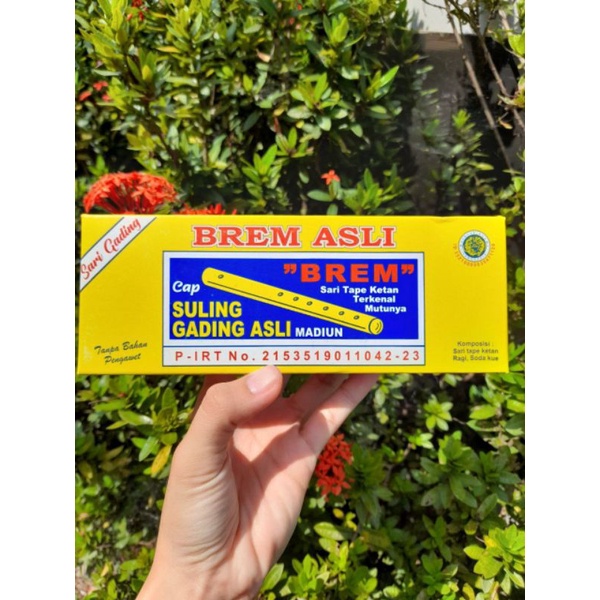 BREM ASLI
Sari Gading
Cap
SULING
GADING ASLI MADIUN
"BREM"
Sari Tape Ketan
Terkenal
Mutunya
P-IRT No. 2153519011042-23
Tanpa Bahan
Pengawet
Komposisi :
Sari tape ketan
Ragi, Soda kue